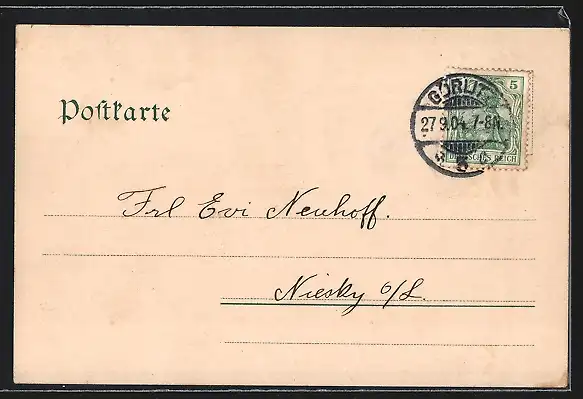 Postkarte
GÖRLITZ
5
27.9.04. 7-8N.
DEUTSCHES REICH
Frl Evi Neuhoff.
Niesky o/L.